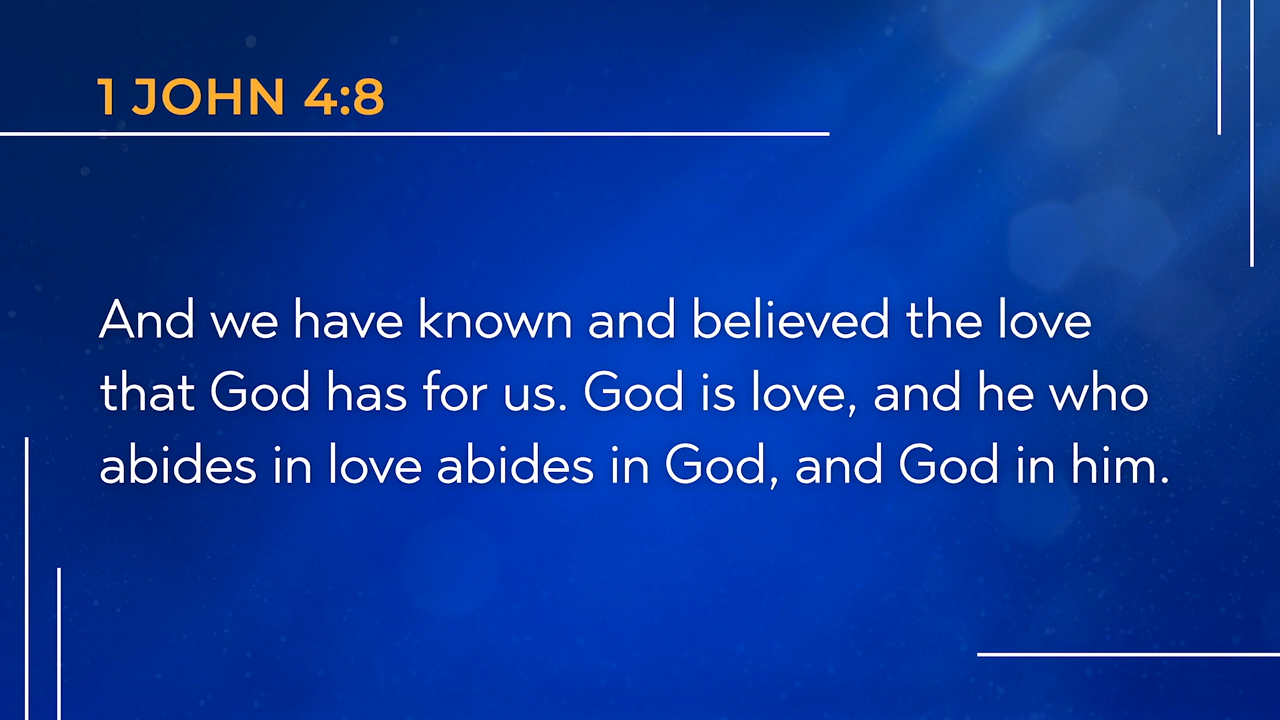 1 JOHN 4:8
And we have known and believed the love
that God has for us. God is love, and he who
abides in love abides in God, and God in him.